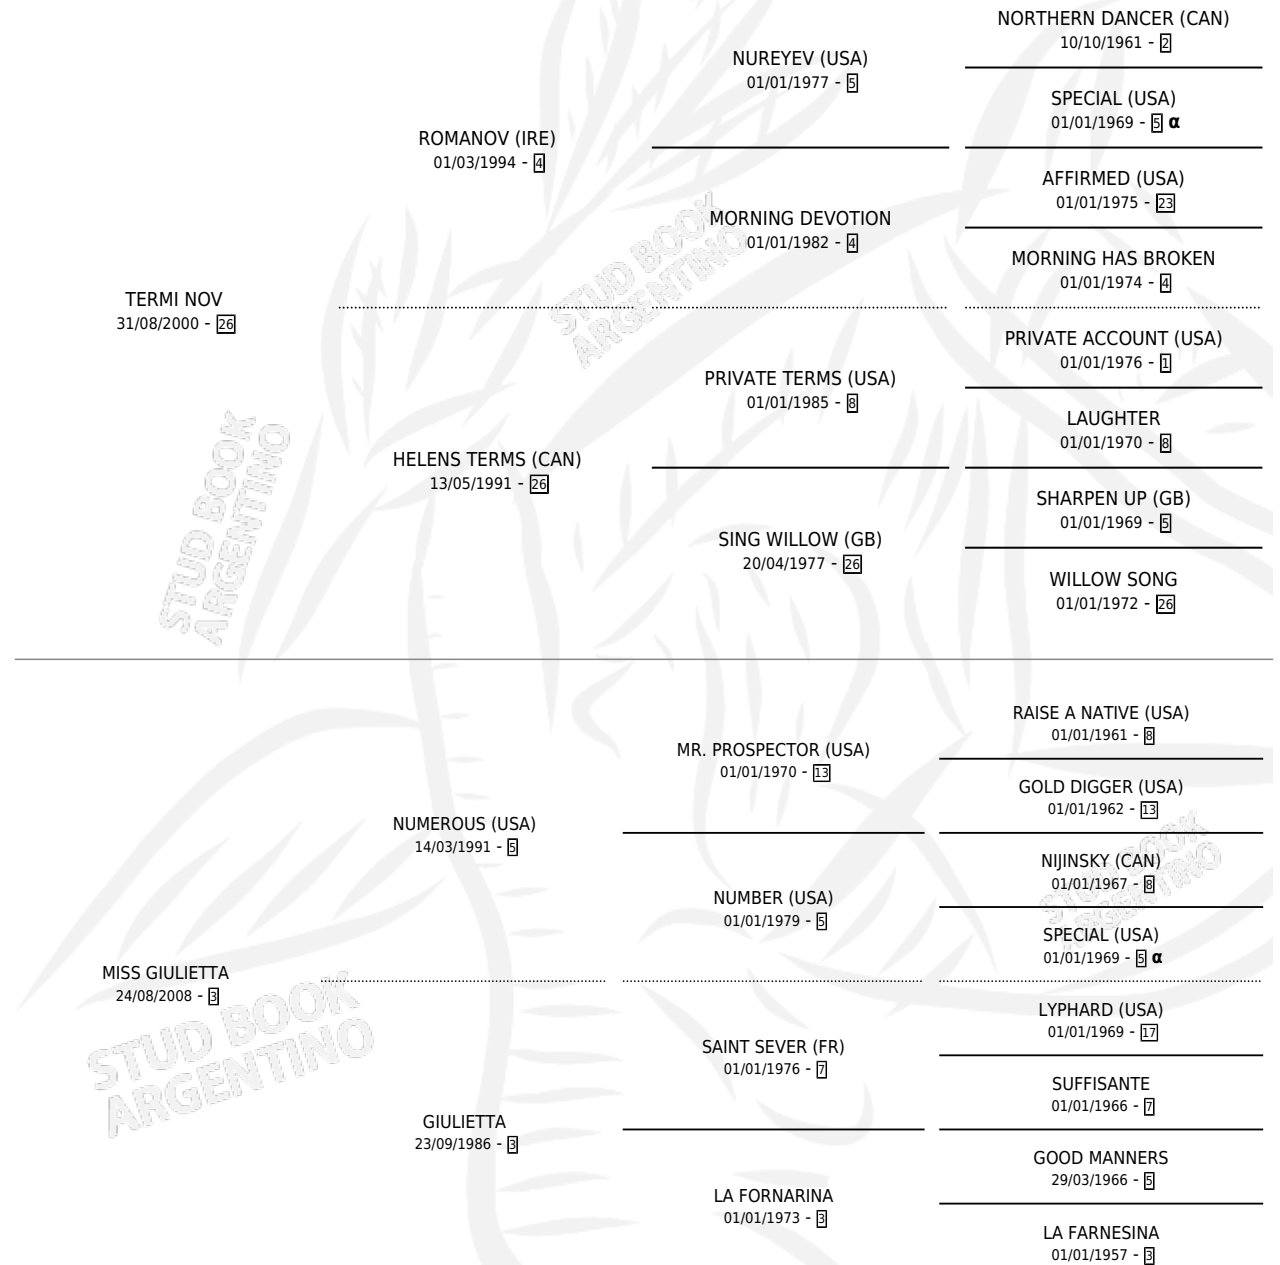 NORTHERN DANCER (CAN)
10/10/1961 - 2
NUREYEV (USA)
01/01/1977 - 5
SPECIAL (USA)
01/01/1969 - 5 α
ROMANOV (IRE)
01/03/1994 - 4
AFFIRMED (USA)
01/01/1975 - 23
MORNING DEVOTION
01/01/1982 - 4
MORNING HAS BROKEN
01/01/1974 - 4
TERMI NOV
31/08/2000 - 26
PRIVATE ACCOUNT (USA)
01/01/1976 - 1
PRIVATE TERMS (USA)
01/01/1985 - 8
LAUGHTER
01/01/1970 - 8
HELENS TERMS (CAN)
13/05/1991 - 26
SHARPEN UP (GB)
01/01/1969 - 5
SING WILLOW (GB)
20/04/1977 - 26
WILLOW SONG
01/01/1972 - 26
RAISE A NATIVE (USA)
01/01/1961 - 8
MR. PROSPECTOR (USA)
01/01/1970 - 13
GOLD DIGGER (USA)
01/01/1962 - 13
NUMEROUS (USA)
14/03/1991 - 5
NIJINSKY (CAN)
01/01/1967 - 8
NUMBER (USA)
01/01/1979 - 5
SPECIAL (USA)
01/01/1969 - 5 α
MISS GIULIETTA
24/08/2008 - 3
LYPHARD (USA)
01/01/1969 - 17
SAINT SEVER (FR)
01/01/1976 - 7
SUFFISANTE
01/01/1966 - 7
GIULIETTA
23/09/1986 - 3
GOOD MANNERS
29/03/1966 - 5
LA FORNARINA
01/01/1973 - 3
LA FARNESINA
01/01/1957 - 3
STUD BOOK
ARGENTINO
STUD BOOK
ARGENTINO
STUD BOOK
ARGENTINO
STUD BOOK
ARGENTINO